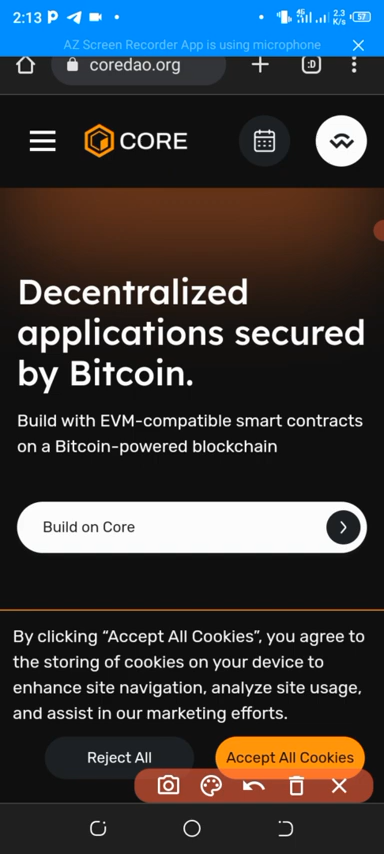 2:13
4G
2.3 K/s
57
AZ Screen Recorder App is using microphone
coredao.org
:D
CORE
Decentralized
applications secured
by Bitcoin.
Build with EVM-compatible smart contracts
on a Bitcoin-powered blockchain
Build on Core
By clicking “Accept All Cookies”, you agree to
the storing of cookies on your device to
enhance site navigation, analyze site usage,
and assist in our marketing efforts.
Reject All
Accept All Cookies